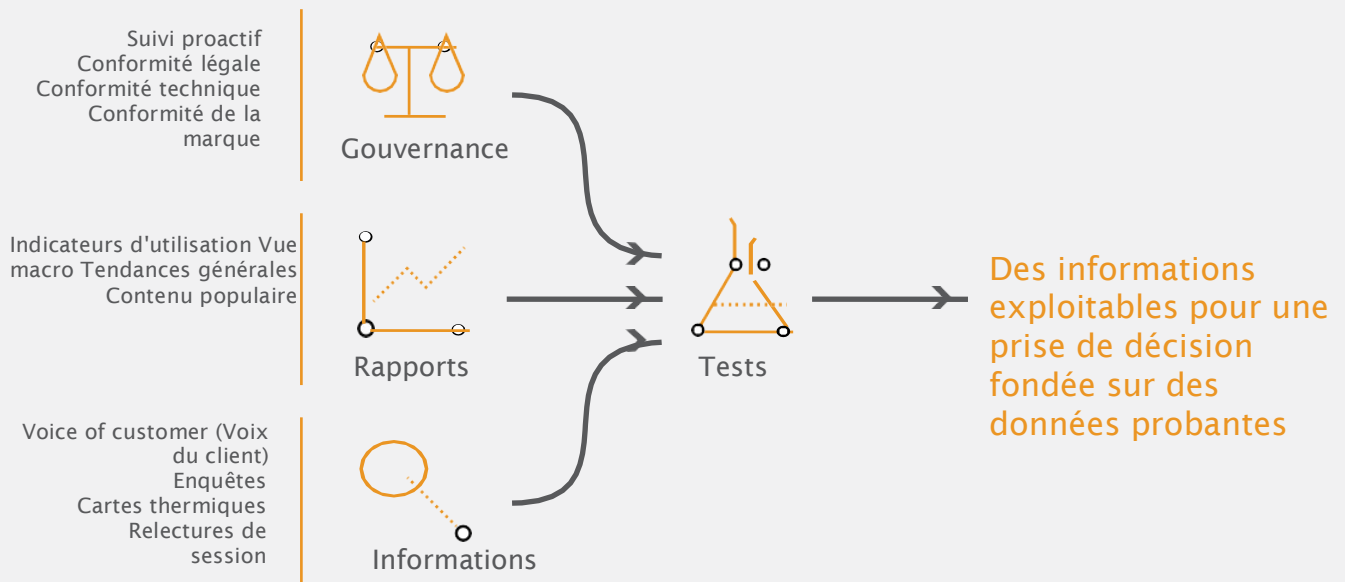 Suivi proactif
Conformité légale
Conformité technique
Conformité de la
marque
Gouvernance
Indicateurs d'utilisation Vue
macro Tendances générales
Contenu populaire
Rapports
Voice of customer (Voix
du client)
Enquêtes
Cartes thermiques
Relectures de
session
Informations
Tests
Des informations
exploitables pour une
prise de décision
fondée sur des
données probantes